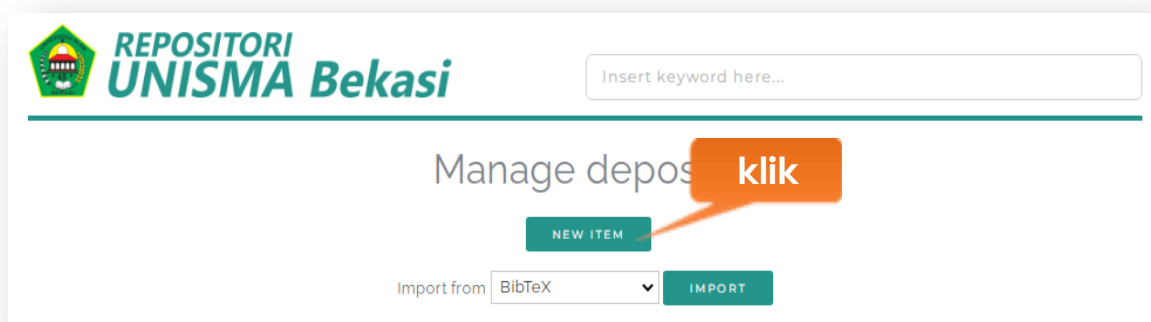 REPOSITORI
UNISMA Bekasi
Insert keyword here...
Manage depos
klik
NEW ITEM
Import from BibTeX IMPORT